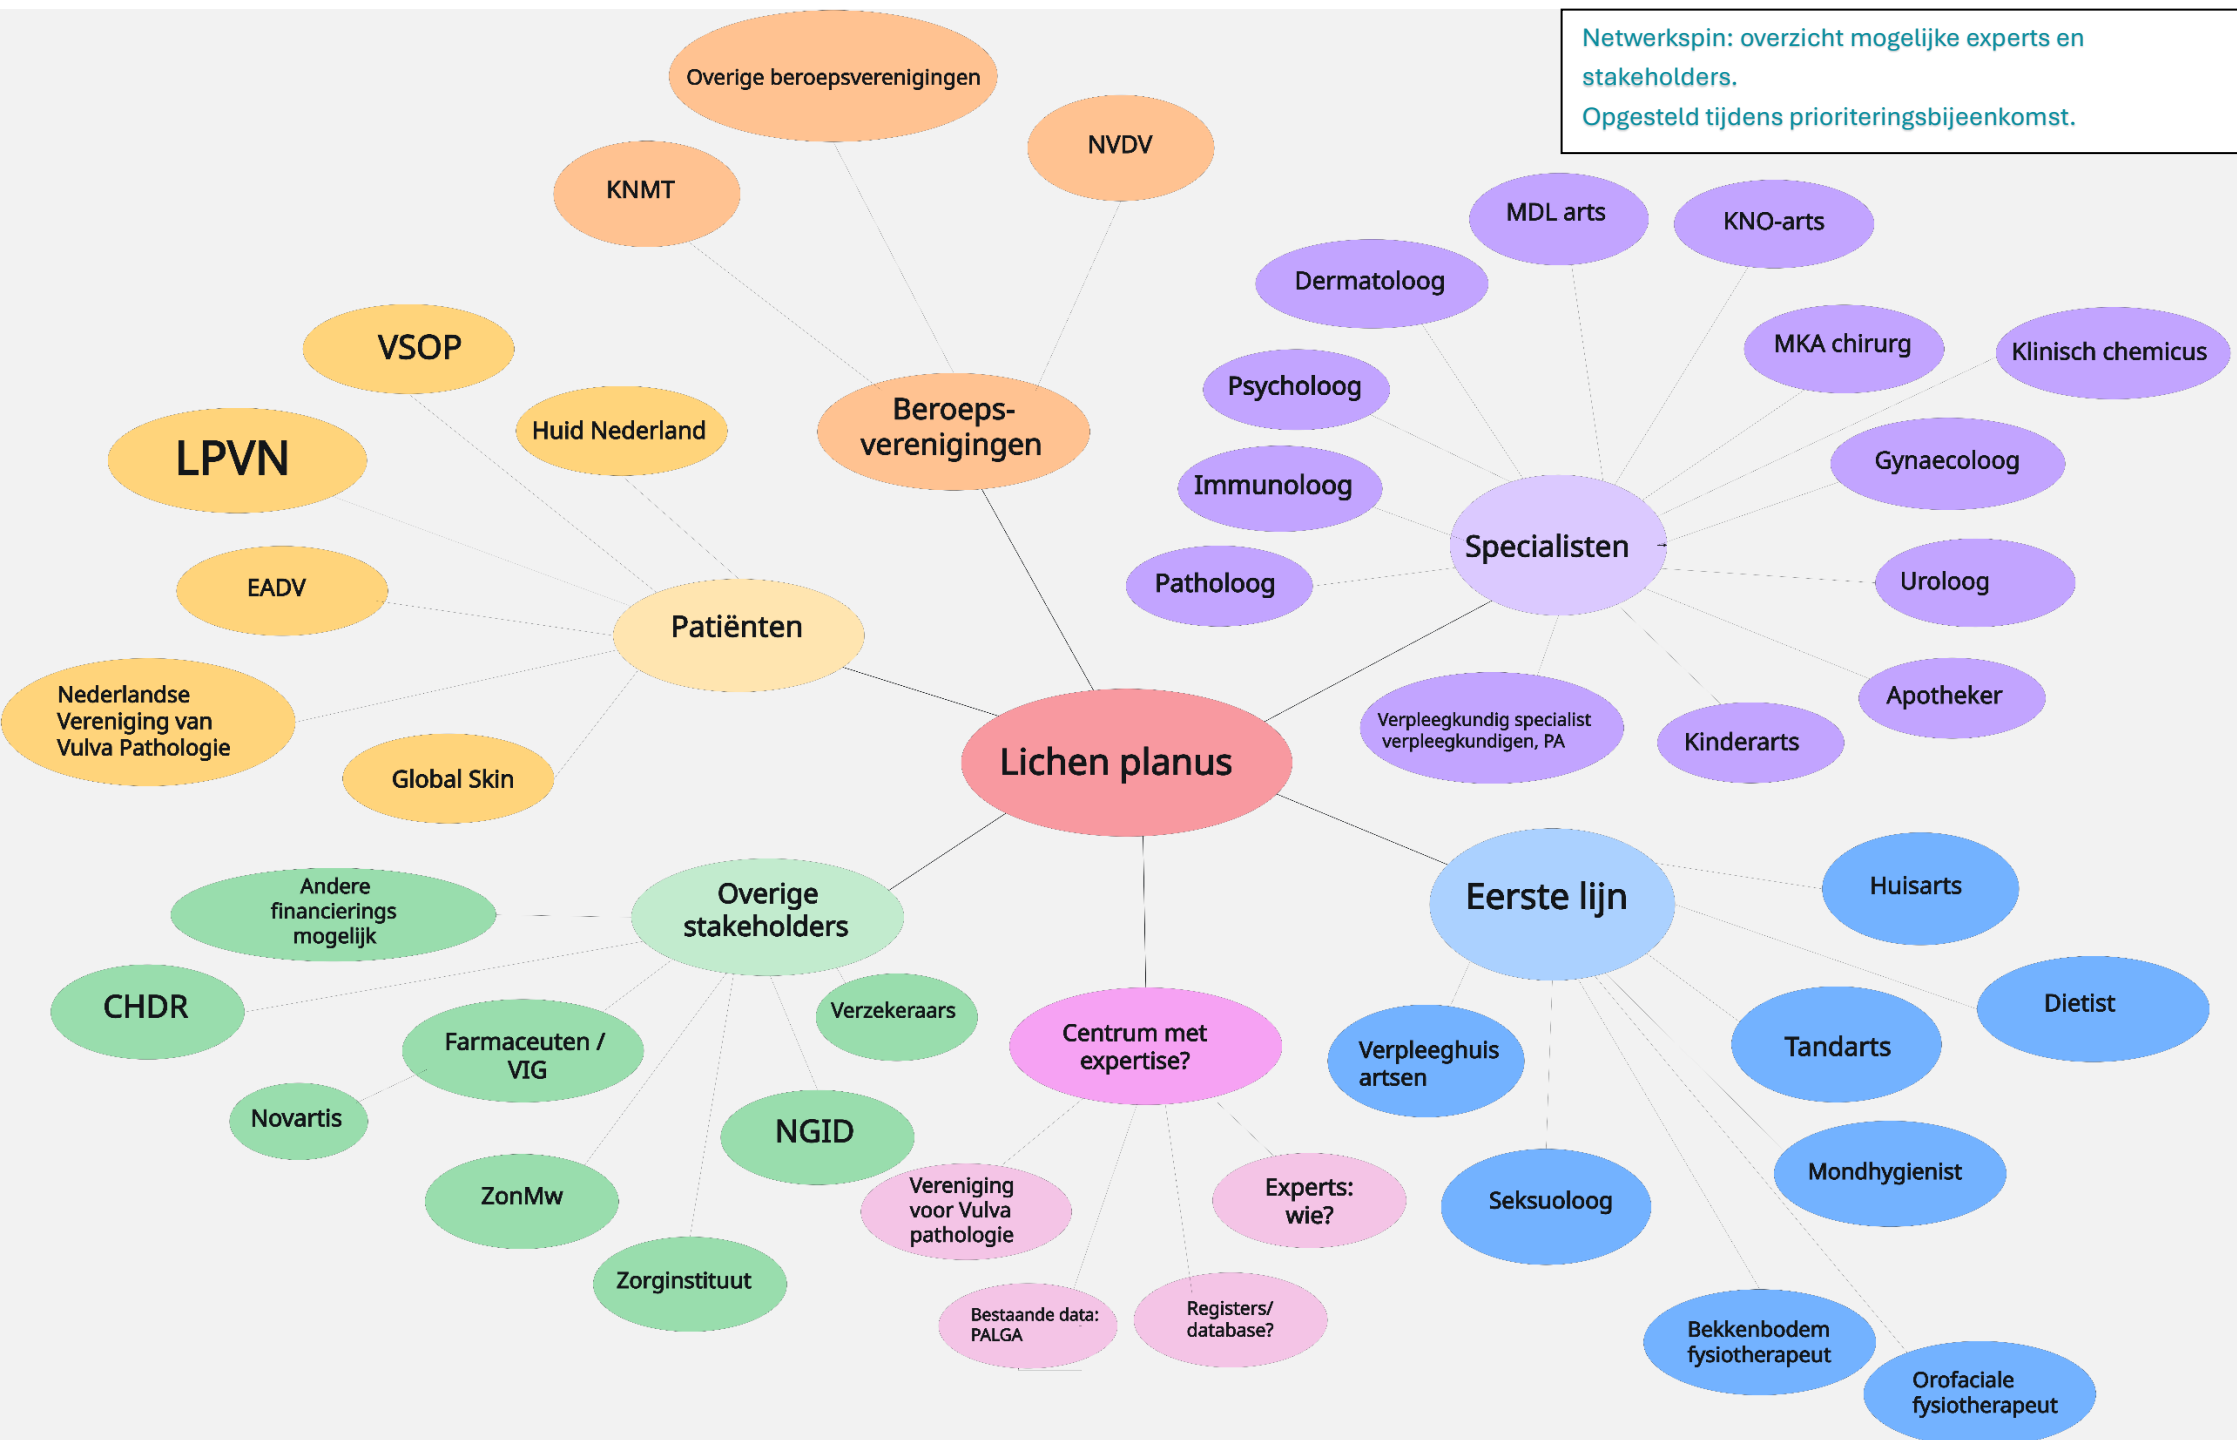 Netwerkspin: overzicht mogelijke experts en
stakeholders.
Opgesteld tijdens prioriteringsbijeenkomst.
Overige beroepsverenigingen
KNMT
NVDV
Beroeps-
verenigingen
VSOP
Huid Nederland
LPVN
EADV
Patiënten
Nederlandse
Vereniging van
Vulva Pathologie
Global Skin
MDL arts
KNO-arts
Dermatoloog
MKA chirurg
Klinisch chemicus
Psycholoog
Gynaecoloog
Immunoloog
Specialisten
Patholoog
Uroloog
Apotheker
Verpleegkundig specialist
verpleegkundigen, PA
Kinderarts
Lichen planus
Andere
financierings
mogelijk
Overige
stakeholders
CHDR
Verzekeraars
Farmaceuten /
VIG
Novartis
NGID
ZonMw
Zorginstituut
Centrum met
expertise?
Vereniging
voor Vulva
pathologie
Experts:
wie?
Bestaande data:
PALGA
Registers/
database?
Eerste lijn
Huisarts
Dietist
Tandarts
Verpleeghuis
artsen
Mondhygienist
Seksuoloog
Bekkenbodem
fysiotherapeut
Orofaciale
fysiotherapeut